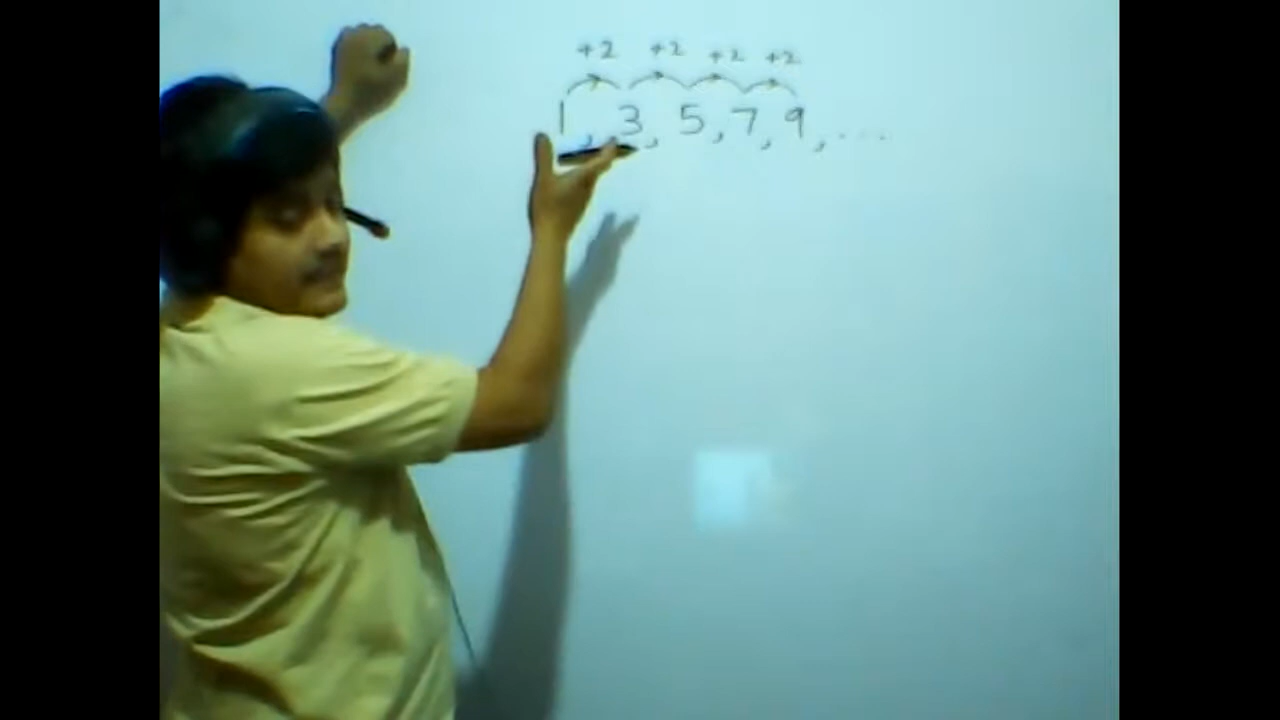 +2 +2 +2 +2
1, 3, 5, 7, 9, ....